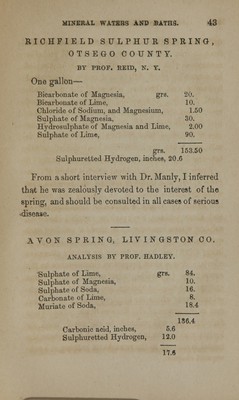 MINERAL WATERS AND BATHS. 43
RICHFIELD SULPHUR SPRING,
OTSEGO COUNTY.
BY PROF. REID, N. Y.
One gallon—
Bicarbonate of Magnesia, grs. 20.
Bicarbonate of Lime, 10.
Chloride of Sodium, and Magnesium, 1.50
Sulphate of Magnesia, 30.
Hydrosulphate of Magnesia and Lime, 2.00
Sulphate of Lime, 90.
grs. 153.50
Sulphuretted Hydrogen, inches, 20.6
From a short interview with Dr. Manly, I inferred
that he was zealously devoted to the interest of the
spring, and should be consulted in all cases of serious
disease.
AVON SPRING, LIVINGSTON CO.
ANALYSIS BY PROF. HADLEY.
Sulphate of Lime, grs. 84.
Sulphate of Magnesia, 10.
Sulphate of Soda, 16.
Carbonate of Lime, 8.
Muriate of Soda, 18.4
136.4
Carbonic acid, inches, 5.6
Sulphuretted Hydrogen, 12.0
17.6